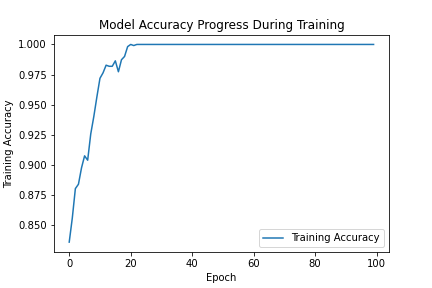 Model Accuracy Progress During Training
1.000
0.975
0.950
0.925
0.900
0.875
0.850
Training Accuracy
Training Accuracy
0 20 40 60 80 100
Epoch